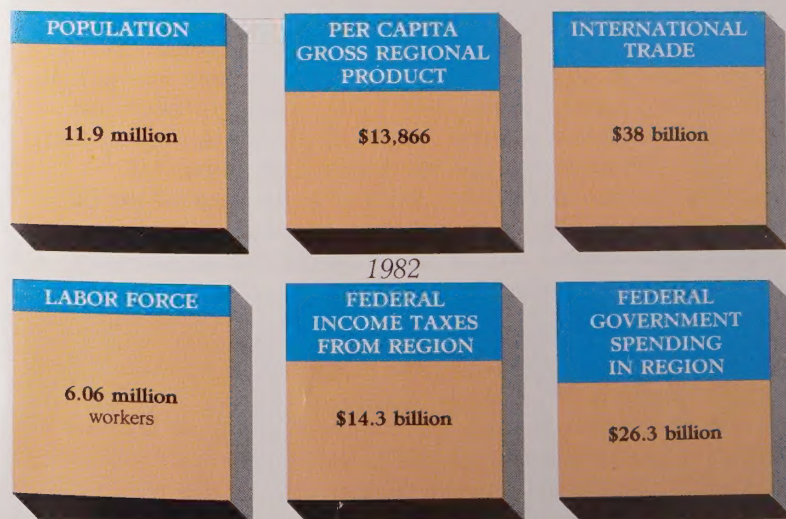 POPULATION
11.9 million
PER CAPITA
GROSS REGIONAL
PRODUCT
$13,866
INTERNATIONAL
TRADE
$38 billion
1982
LABOR FORCE
6.06 million
workers
FEDERAL
INCOME TAXES
FROM REGION
$14.3 billion
FEDERAL
GOVERNMENT
SPENDING
IN REGION
$26.3 billion